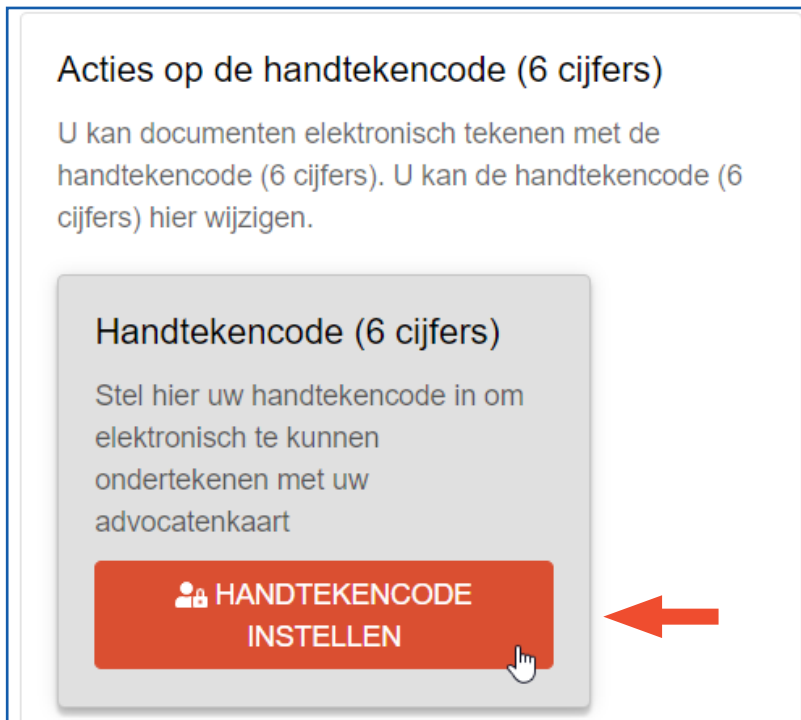 Acties op de handtekencode (6 cijfers)
U kan documenten elektronisch tekenen met de
handtekencode (6 cijfers). U kan de handtekencode (6
cijfers) hier wijzigen.
Handtekencode (6 cijfers)
Stel hier uw handtekencode in om
elektronisch te kunnen
ondertekenen met uw
advocatenkaart
HANDTEKENCODE
INSTELLEN